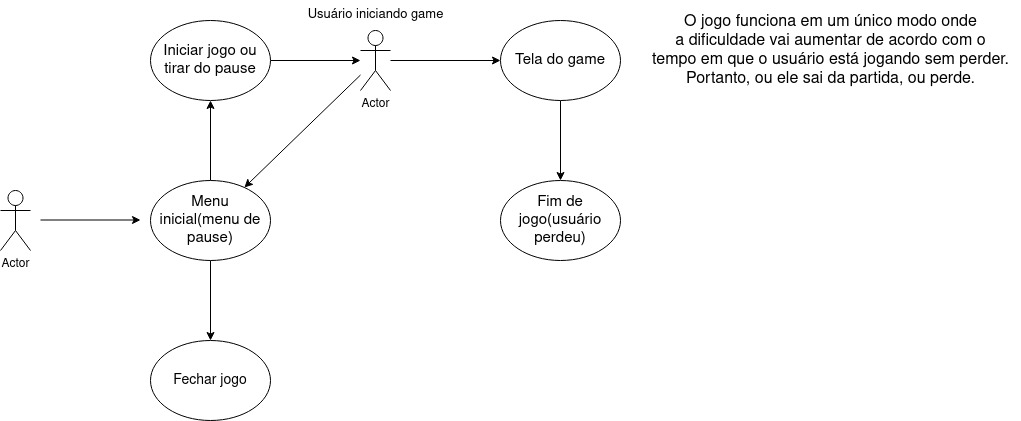 Usuário iniciando game
O jogo funciona em um único modo onde
a dificuldade vai aumentar de acordo com o
tempo em que o usuário está jogando sem perder.
Portanto, ou ele sai da partida, ou perde.
Iniciar jogo ou
tirar do pause
Tela do game
Actor
Menu
inicial(menu de
pause)
Fim de
jogo(usuário
perdeu)
Actor
Fechar jogo